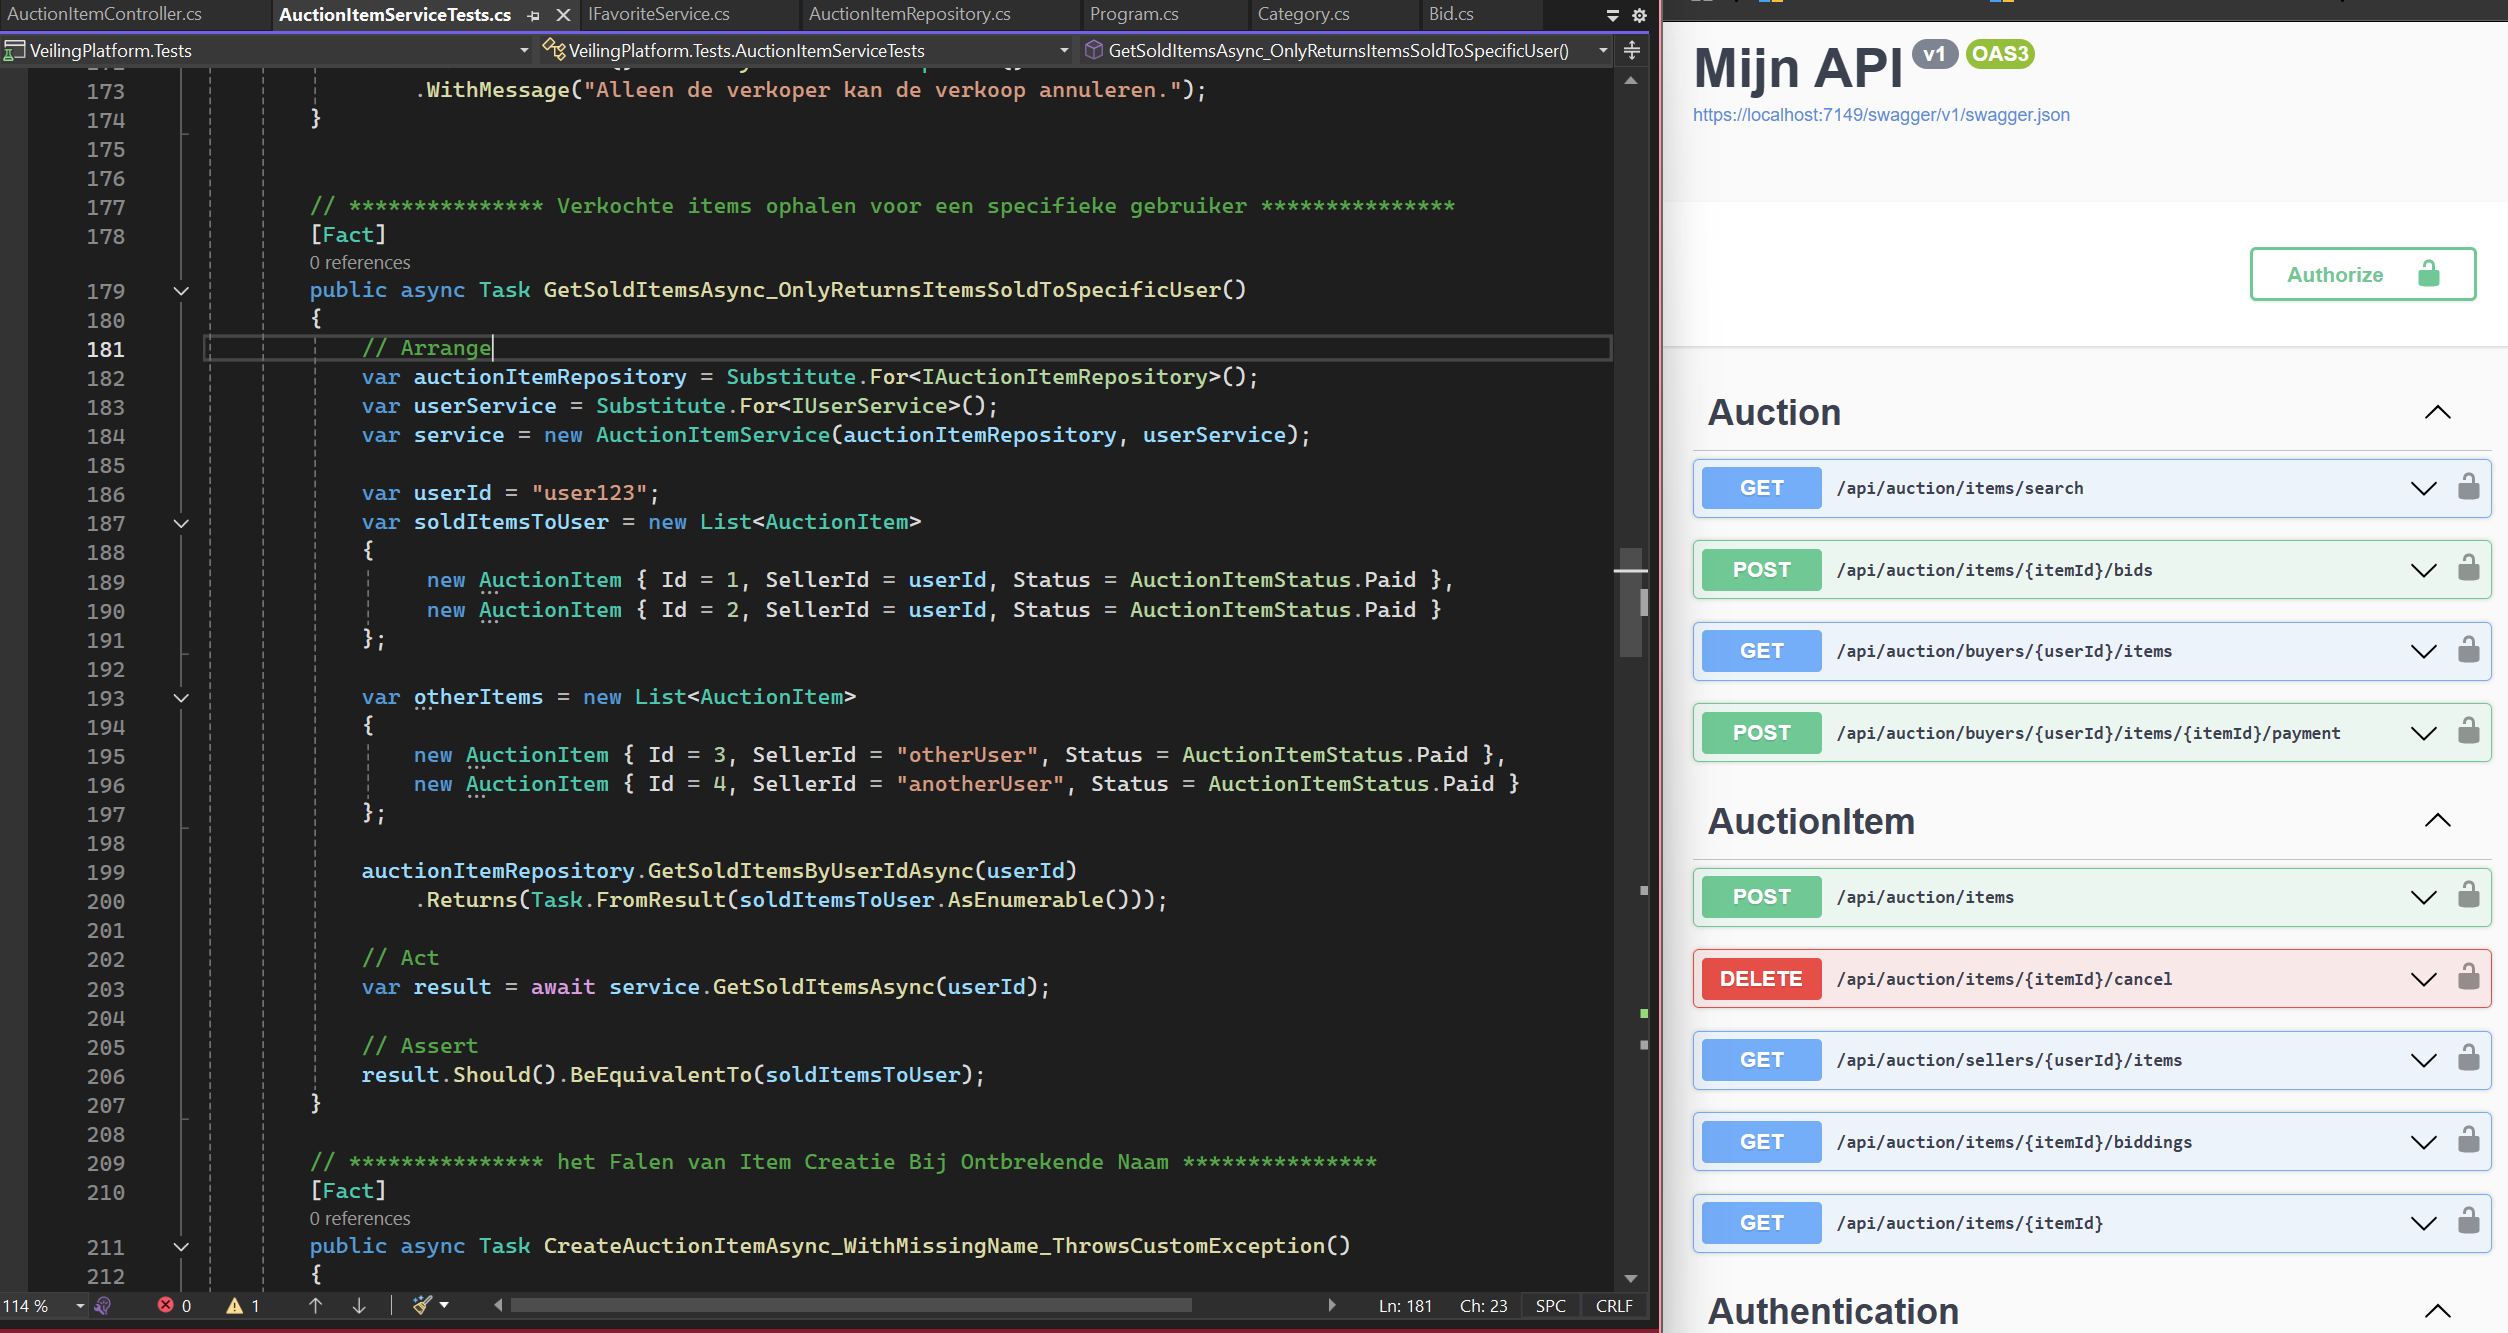 AuctionItemController.cs
AuctionItemServiceTests.cs
IFavoriteService.cs
AuctionItemRepository.cs
Program.cs
Category.cs
Bid.cs
VeilingPlatform.Tests
VeilingPlatform.Tests.AuctionItemServiceTests
GetSoldItemsAsync_OnlyReturnsItemsSoldToSpecificUser()
173 .WithMessage("Alleen de verkoper kan de verkoop annuleren.");
174 }
175
176
177 // *************** Verkochte items ophalen voor een specifieke gebruiker ***************
178 [Fact]
0 references
179 public async Task GetSoldItemsAsync_OnlyReturnsItemsSoldToSpecificUser()
180 {
181 // Arrange
182 var auctionItemRepository = Substitute.For<IAuctionItemRepository>();
183 var userService = Substitute.For<IUserService>();
184 var service = new AuctionItemService(auctionItemRepository, userService);
185
186 var userId = "user123";
187 var soldItemsToUser = new List<AuctionItem>
188 {
189 new AuctionItem { Id = 1, SellerId = userId, Status = AuctionItemStatus.Paid },
190 new AuctionItem { Id = 2, SellerId = userId, Status = AuctionItemStatus.Paid }
191 };
192
193 var otherItems = new List<AuctionItem>
194 {
195 new AuctionItem { Id = 3, SellerId = "otherUser", Status = AuctionItemStatus.Paid },
196 new AuctionItem { Id = 4, SellerId = "anotherUser", Status = AuctionItemStatus.Paid }
197 };
198
199 auctionItemRepository.GetSoldItemsByUserIdAsync(userId)
200 .Returns(Task.FromResult(soldItemsToUser.AsEnumerable()));
201
202 // Act
203 var result = await service.GetSoldItemsAsync(userId);
204
205 // Assert
206 result.Should().BeEquivalentTo(soldItemsToUser);
207 }
208
209 // *************** het Falen van Item Creatie Bij Ontbrekende Naam ***************
210 [Fact]
0 references
211 public async Task CreateAuctionItemAsync_WithMissingName_ThrowsCustomException()
212 {
114 % 0 1 Ln: 181 Ch: 23 SPC CRLF
Mijn API v1 OAS3
https://localhost:7149/swagger/v1/swagger.json
Authorize
Auction
GET /api/auction/items/search
POST /api/auction/items/{itemId}/bids
GET /api/auction/buyers/{userId}/items
POST /api/auction/buyers/{userId}/items/{itemId}/payment
AuctionItem
POST /api/auction/items
DELETE /api/auction/items/{itemId}/cancel
GET /api/auction/sellers/{userId}/items
GET /api/auction/items/{itemId}/biddings
GET /api/auction/items/{itemId}
Authentication